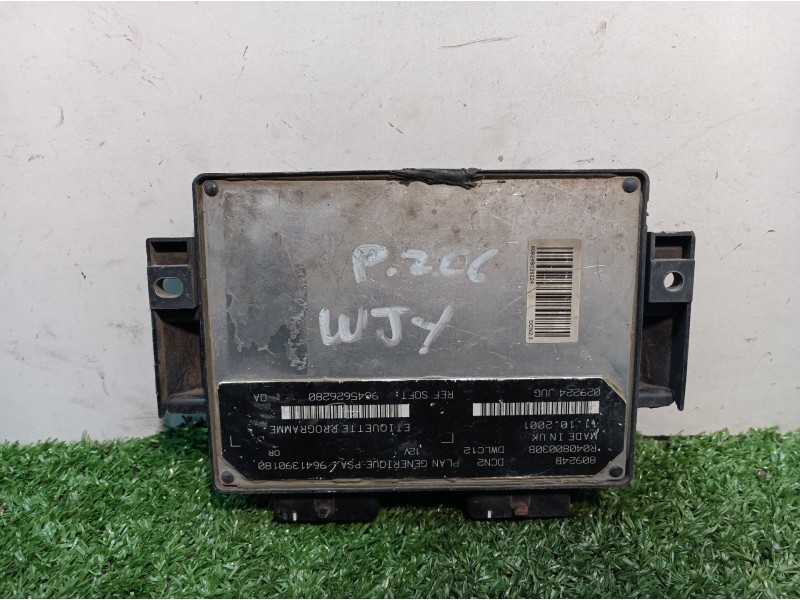 P.206
WJY
80924B
R04080030B
MADE IN UK
11.10.2001
029224 JUG
DCN2 PLAN GENERIQUE-PSA / 9641390180
DWLC12 12V OR
ETIQUETTE PROGRAMME
REF SOFT: 9645626280 -OA